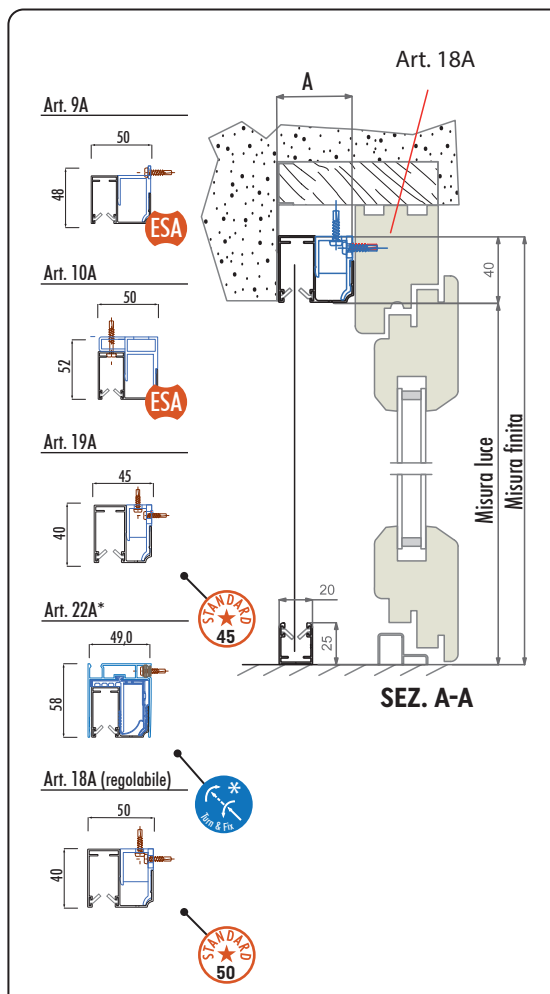 Art. 18A
A
Art. 9A
50
48
ESA
40
Art. 10A
50
52
ESA
Art. 19A
45
40
STANDARD
45
Misura luce
Misura finita
20
25
SEZ. A-A
Art. 22A*
49,0
58
*
Turn & Fix
Art. 18A (regolabile)
50
40
STANDARD
50